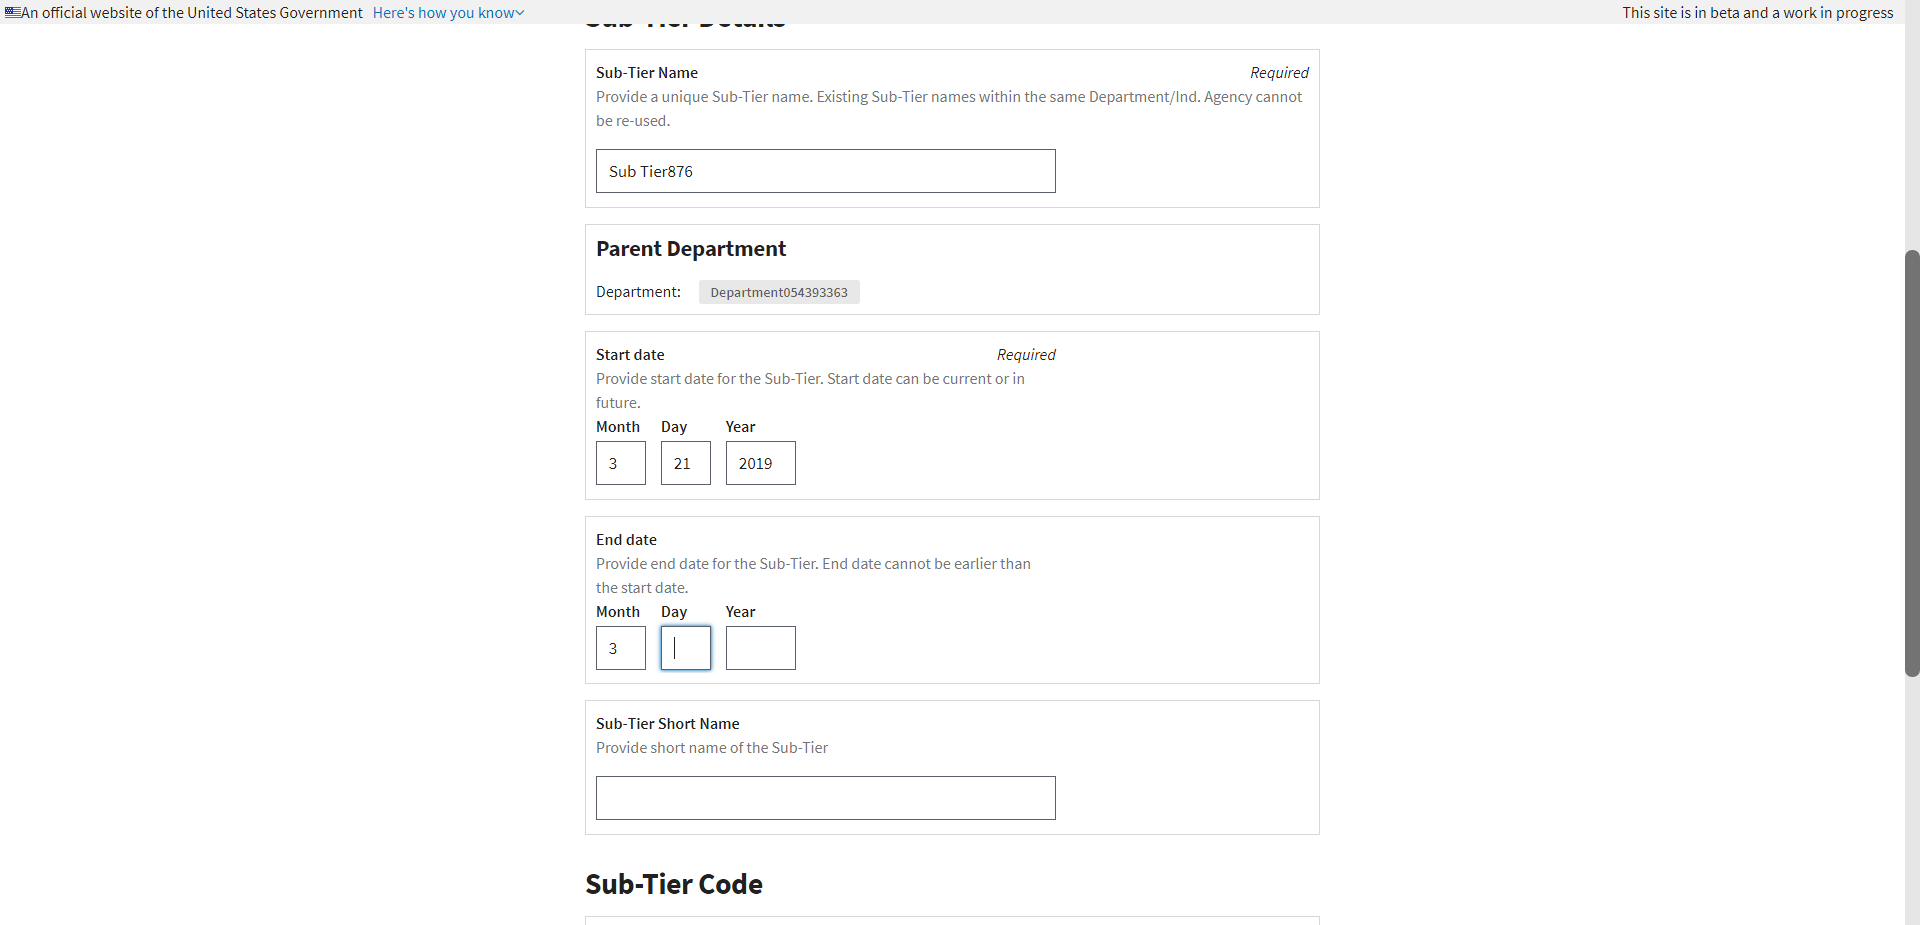 An official website of the United States Government Here's how you know
This site is in beta and a work in progress
Sub-Tier Details
Sub-Tier Name
Required
Provide a unique Sub-Tier name. Existing Sub-Tier names within the same Department/Ind. Agency cannot
be re-used.
Sub Tier876
Parent Department
Department: Department054393363
Start date
Required
Provide start date for the Sub-Tier. Start date can be current or in
future.
Month Day Year
3 21 2019
End date
Provide end date for the Sub-Tier. End date cannot be earlier than
the start date.
Month Day Year
3
Sub-Tier Short Name
Provide short name of the Sub-Tier
Sub-Tier Code